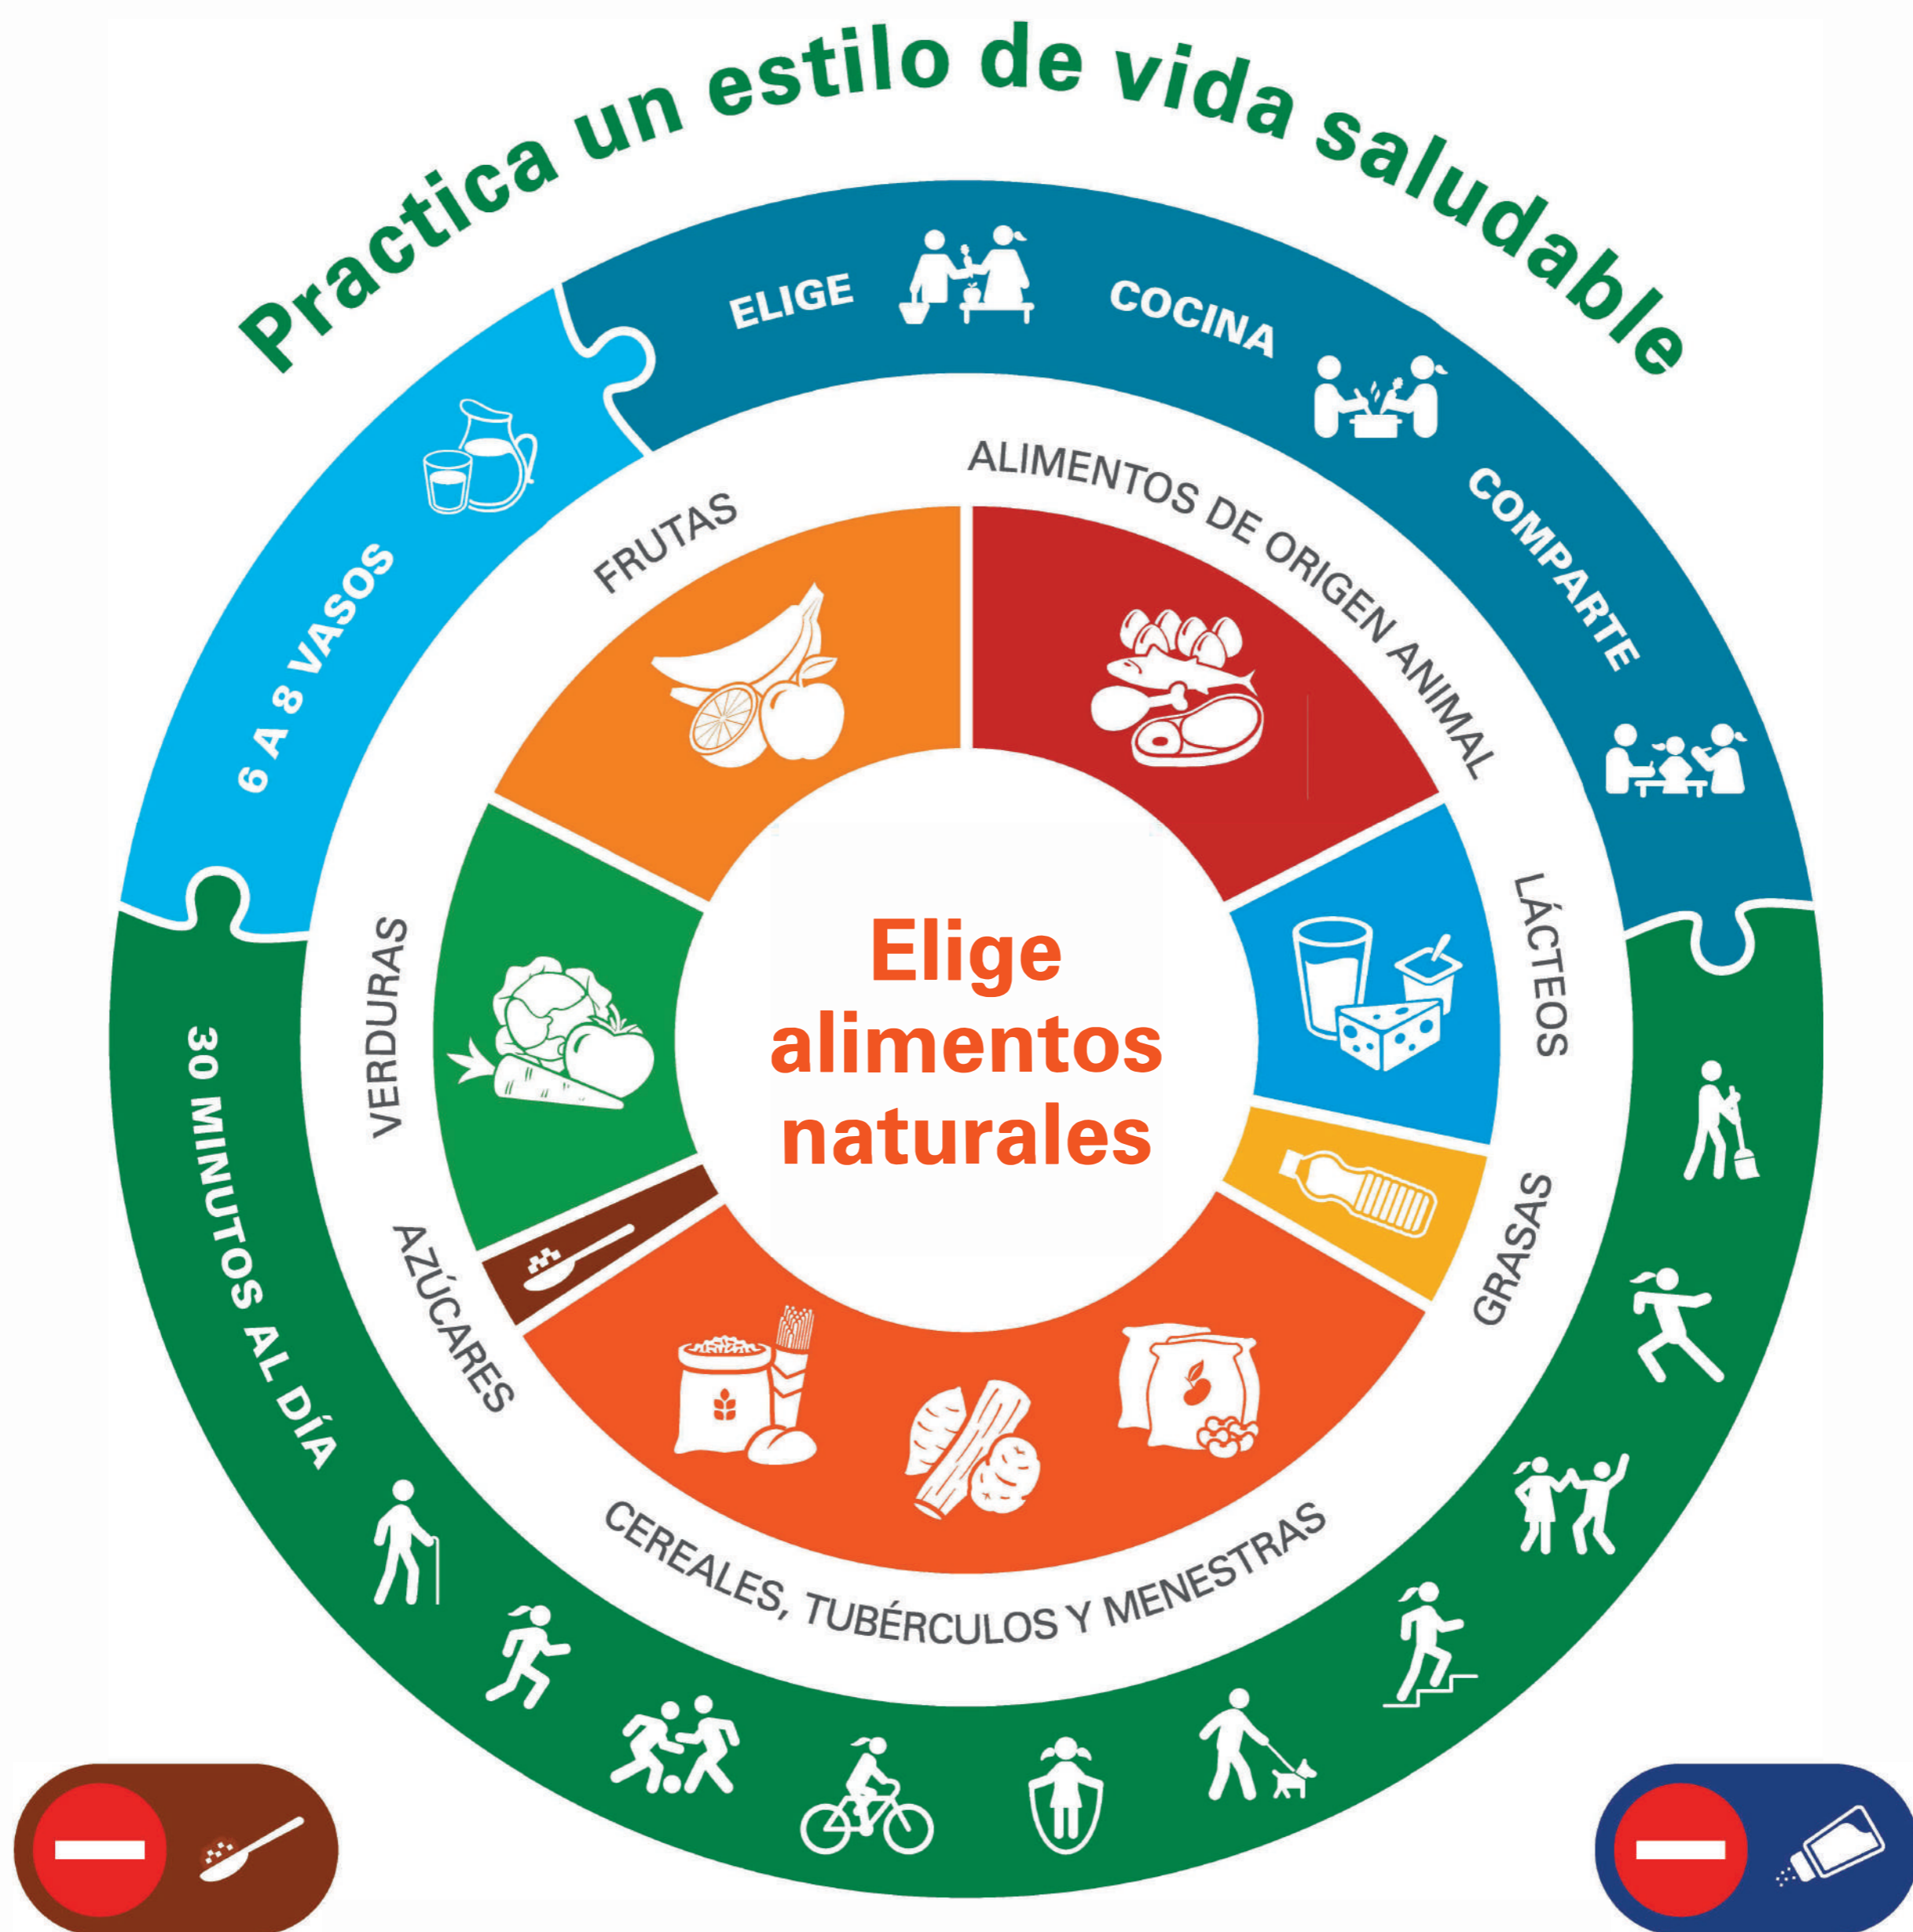 Practica un estilo de vida saludable
ELIGE
COCINA
COMPARTE
6 A 8 VASOS
30 MINUTOS AL DÍA
FRUTAS
ALIMENTOS DE ORIGEN ANIMAL
LÁCTEOS
GRASAS
CEREALES, TUBÉRCULOS Y MENESTRAS
AZÚCARES
VERDURAS
Elige
alimentos
naturales